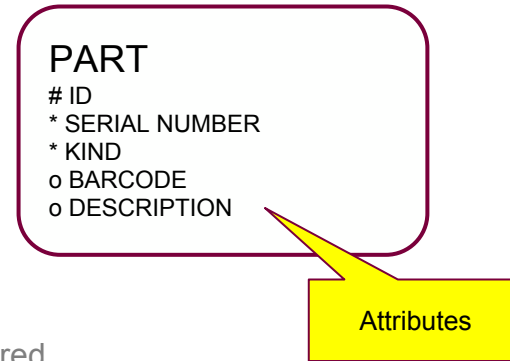 PART
# ID
* SERIAL NUMBER
* KIND
o BARCODE
o DESCRIPTION
Attributes